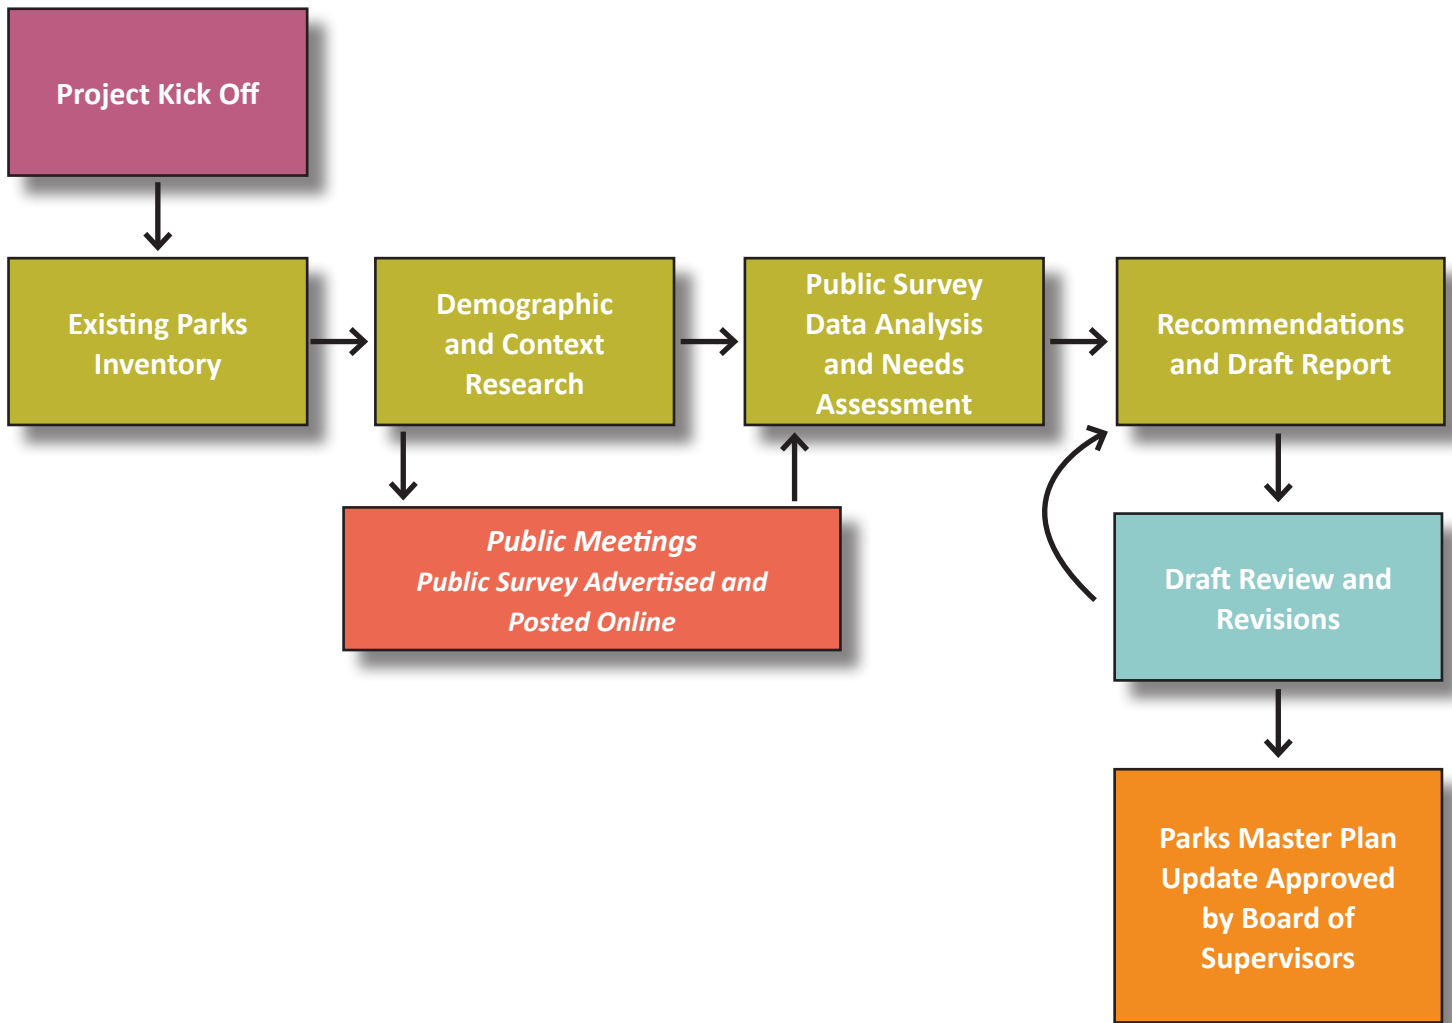 Project Kick Off
Existing Parks
Inventory
Demographic
and Context
Research
Public Survey
Data Analysis
and Needs
Assessment
Recommendations
and Draft Report
Public Meetings
Public Survey Advertised and
Posted Online
Draft Review and
Revisions
Parks Master Plan
Update Approved
by Board of
Supervisors